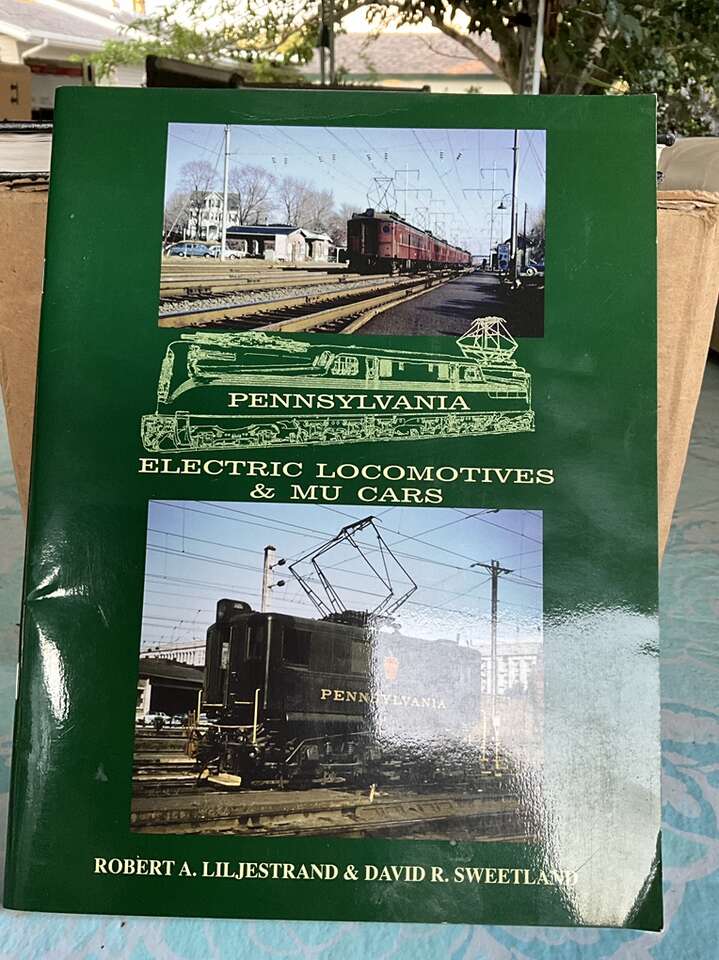 PENNSYLVANIA
ELECTRIC LOCOMOTIVES
& MU CARS
PENNSYLVANIA
ROBERT A. LILJESTRAND & DAVID R. SWEETLAND